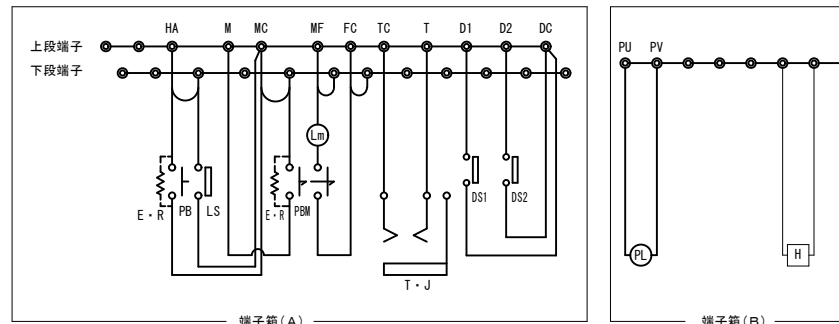 HA M MC MF FC TC T D1 D2 DC
上段端子
下段端子
Lm
E・R PB LS E・R PBM DS1 DS2
T・J
端子箱(A)
PU PV
PL H
端子箱(B)